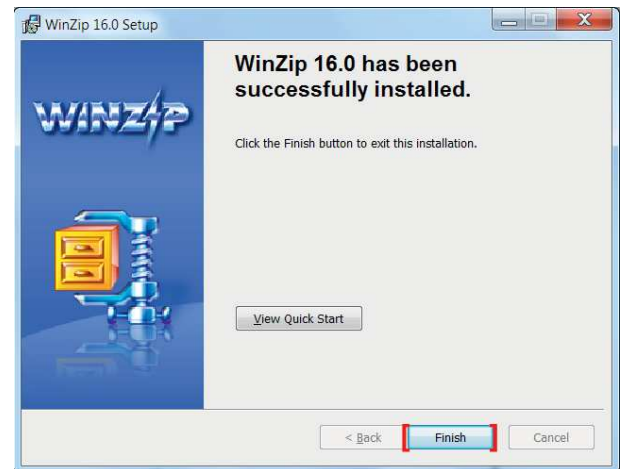 WinZip 16.0 Setup
WINZIP
WinZip 16.0 has been
successfully installed.
Click the Finish button to exit this installation.
View Quick Start
< Back
Finish
Cancel